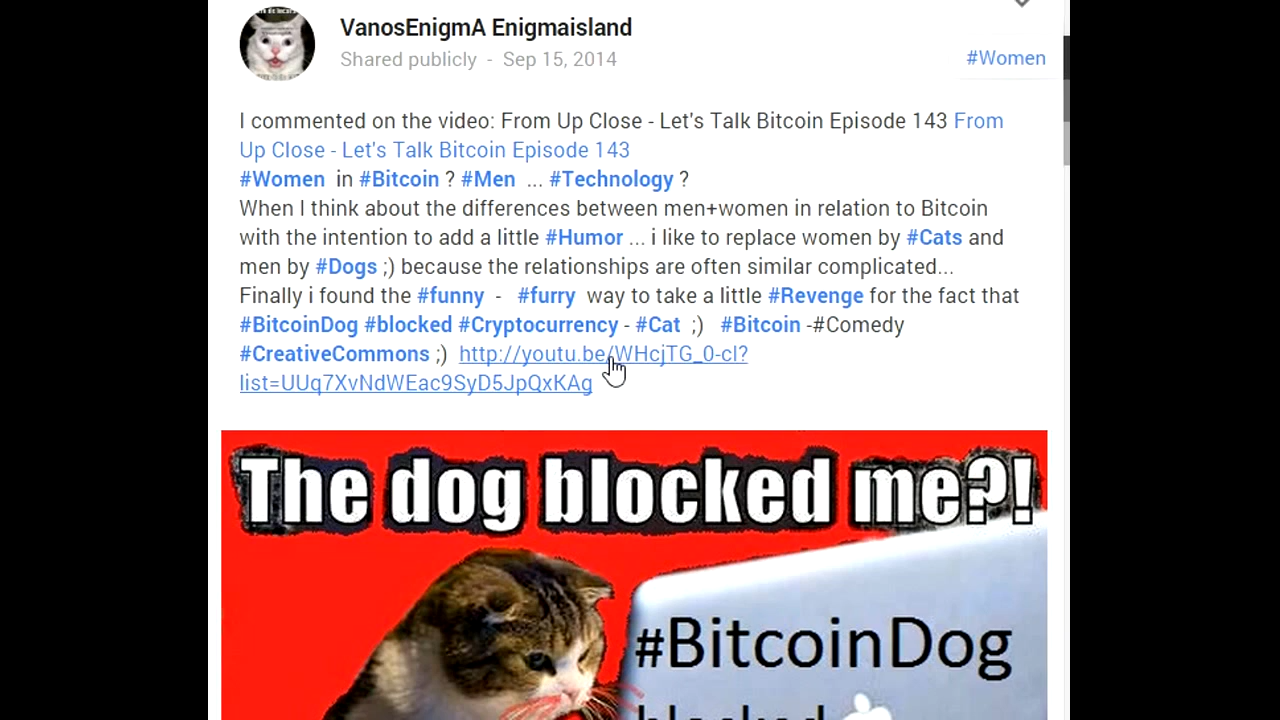 VanosEnigmA Enigmaisland
Shared publicly - Sep 15, 2014
#Women
I commented on the video: From Up Close - Let's Talk Bitcoin Episode 143 From
Up Close - Let's Talk Bitcoin Episode 143
#Women in #Bitcoin ? #Men ... #Technology ?
When I think about the differences between men+women in relation to Bitcoin
with the intention to add a little #Humor ... i like to replace women by #Cats and
men by #Dogs ;) because the relationships are often similar complicated...
Finally i found the #funny - #furry way to take a little #Revenge for the fact that
#BitcoinDog #blocked #Cryptocurrency - #Cat ;) #Bitcoin -#Comedy
#CreativeCommons ;) http://youtu.be/WHcjTG_0-cI?
list=UUq7XvNdWEac9SyD5JpQxKAg
The dog blocked me?!
#BitcoinDog
blocked